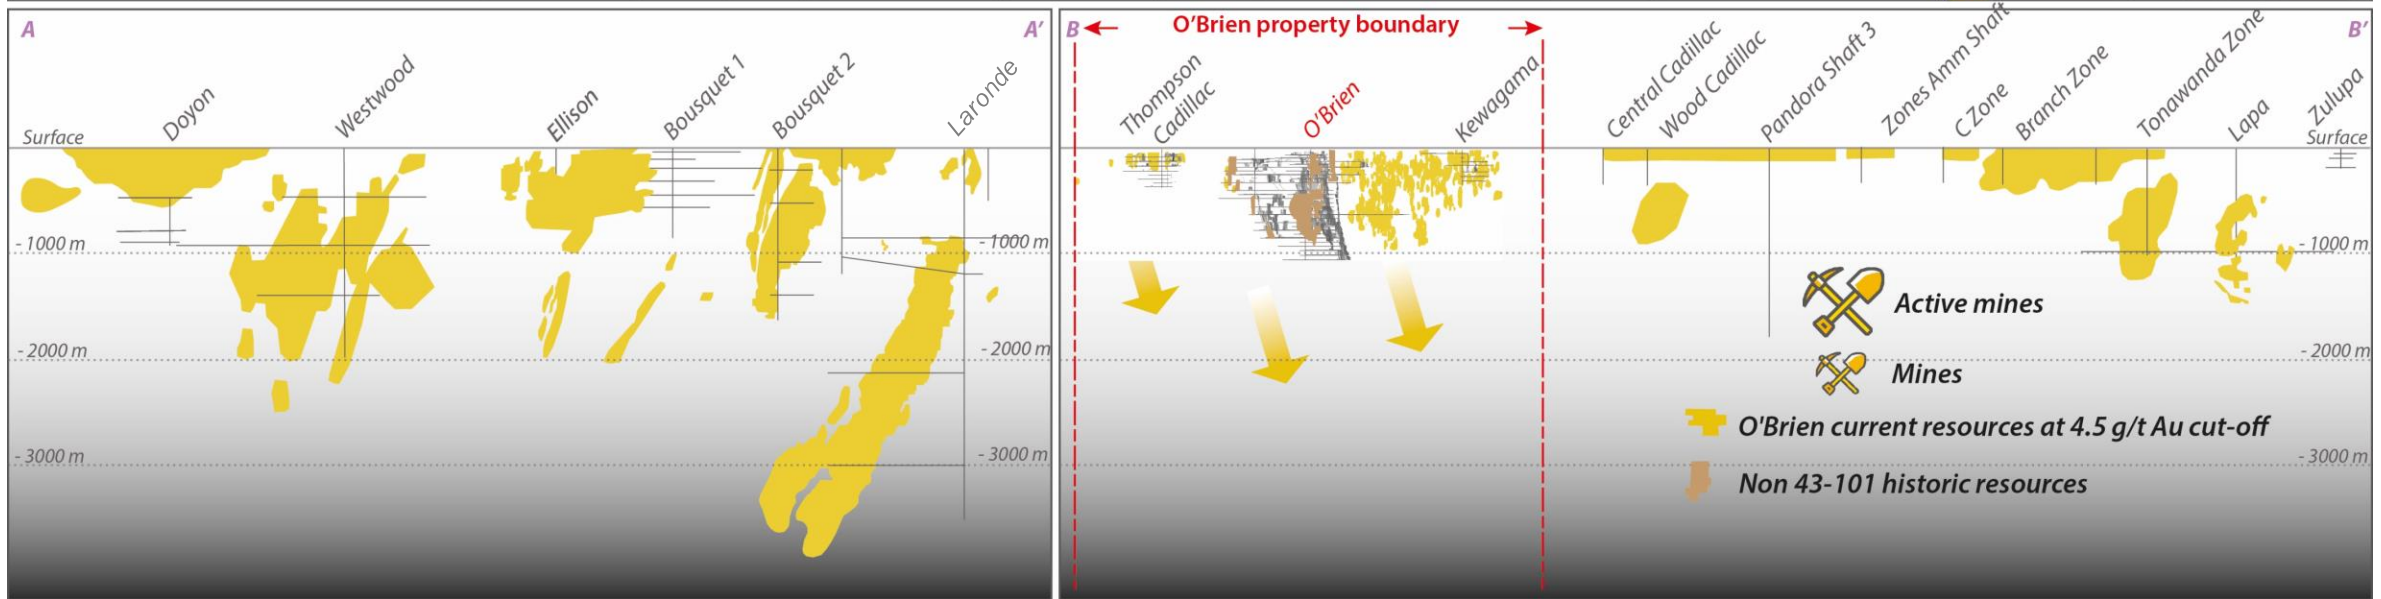 A
A'
B
O'Brien property boundary
B'
Doyon
Westwood
Ellison
Bousquet 1
Bousquet 2
Laronde
Thompson
Cadillac
O'Brien
Kewagama
Central Cadillac
Wood Cadillac
Pandora Shaft 3
Zones Amm Shaft
C Zone
Branch Zone
Tonawanda Zone
Lapa
Zulupa
Surface
Surface
- 1000 m
- 1000 m
- 1000 m
Active mines
- 2000 m
- 2000 m
- 2000 m
Mines
O'Brien current resources at 4.5 g/t Au cut-off
- 3000 m
- 3000 m
- 3000 m
Non 43-101 historic resources